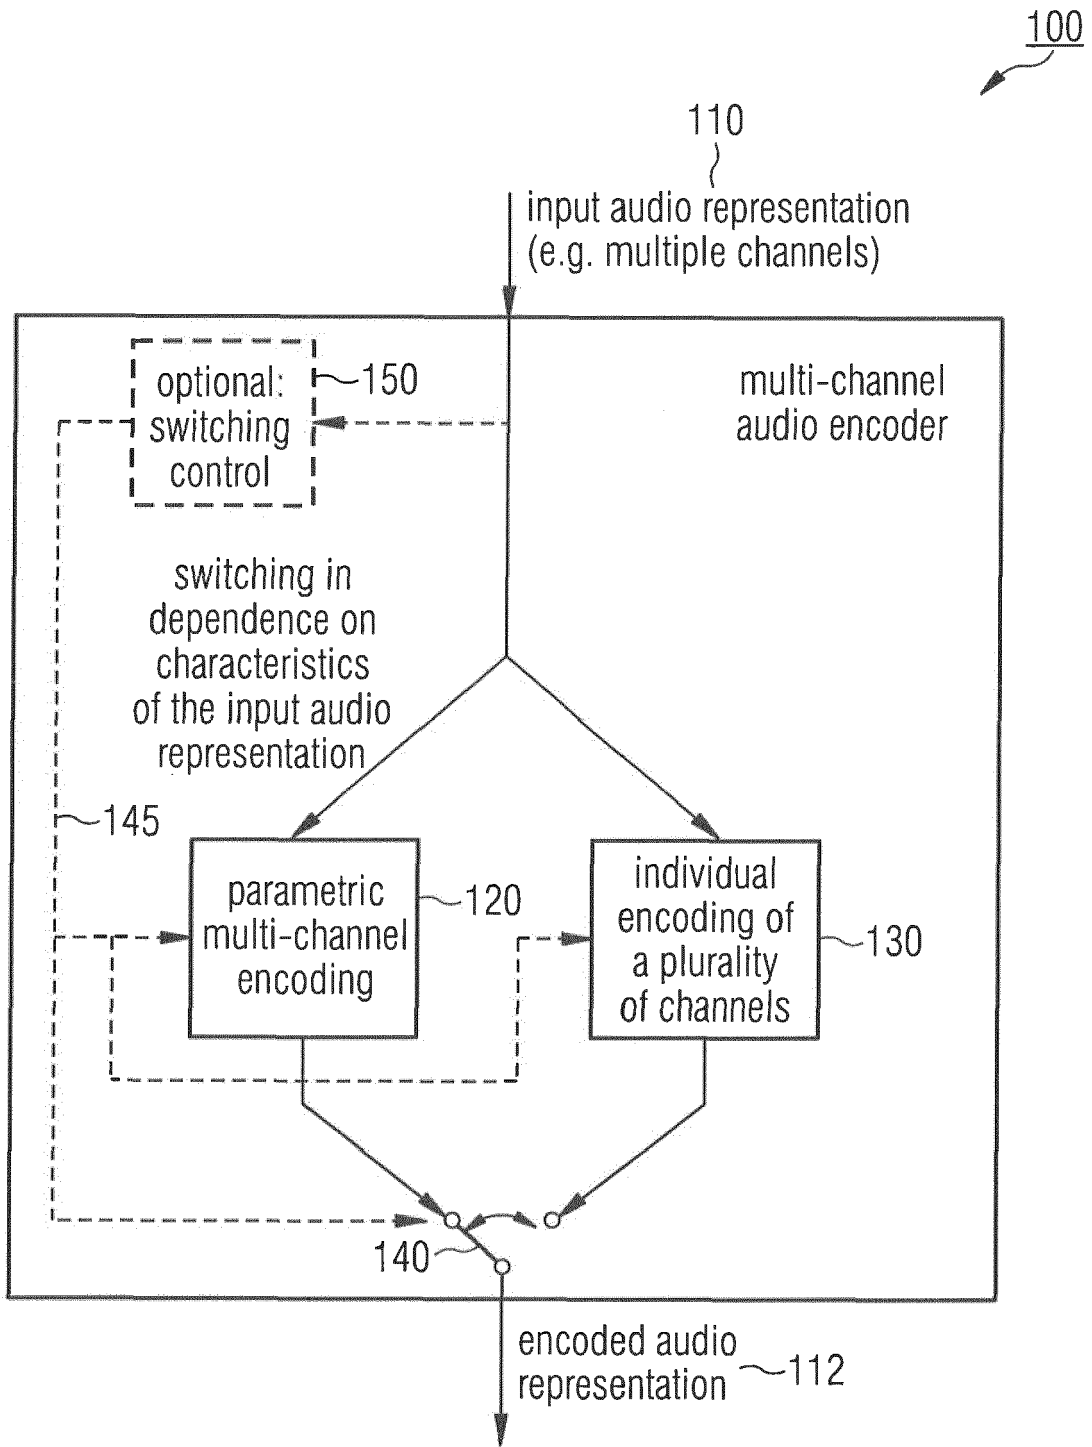 100
110
input audio representation
(e.g. multiple channels)
optional:
switching
control
150
multi-channel
audio encoder
switching in
dependence on
characteristics
of the input audio
representation
145
parametric
multi-channel
encoding
120
individual
encoding of
a plurality
of channels
130
140
encoded audio
representation
112